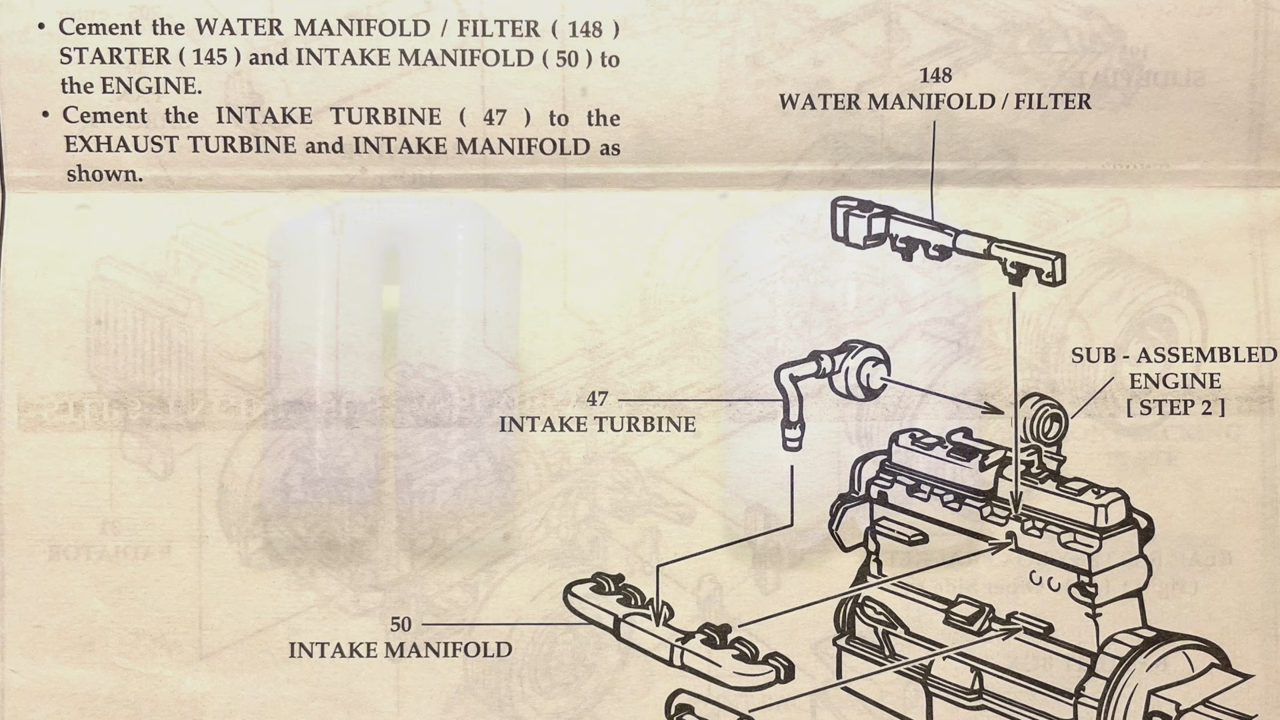 • Cement the WATER MANIFOLD / FILTER ( 148 )
STARTER ( 145 ) and INTAKE MANIFOLD ( 50 ) to
the ENGINE.
• Cement the INTAKE TURBINE ( 47 ) to the
EXHAUST TURBINE and INTAKE MANIFOLD as
shown.
148
WATER MANIFOLD / FILTER
SUB - ASSEMBLED
ENGINE
[ STEP 2 ]
47
INTAKE TURBINE
50
INTAKE MANIFOLD